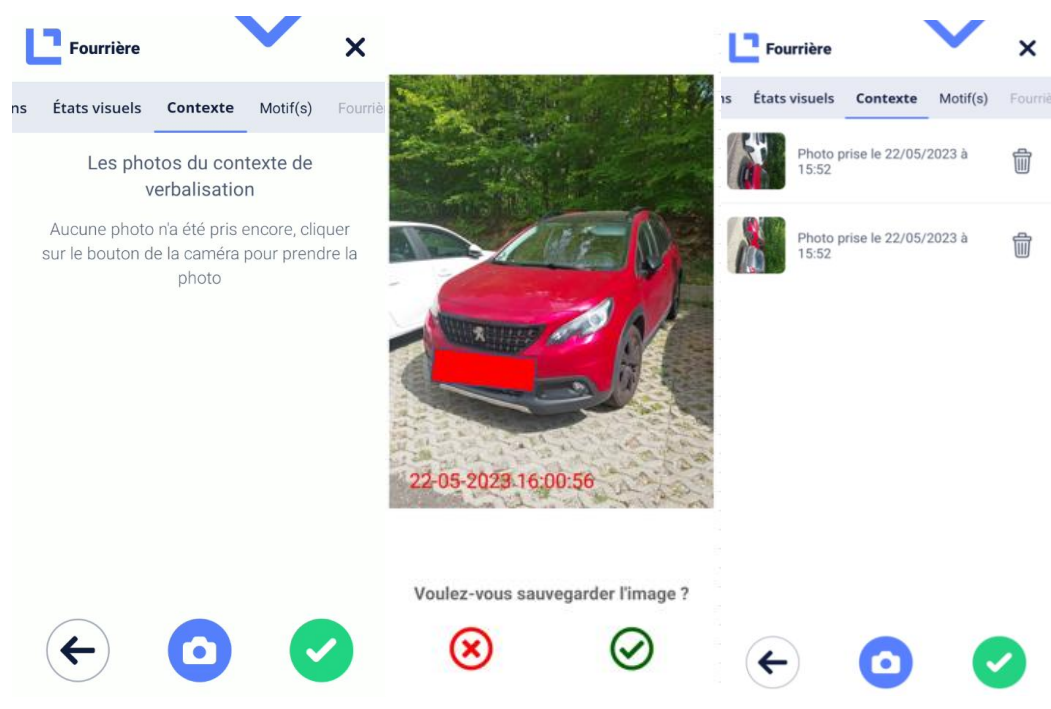 Fourrière
ns États visuels Contexte Motif(s) Fourriè
Les photos du contexte de
verbalisation
Aucune photo n'a été pris encore, cliquer
sur le bouton de la caméra pour prendre la
photo
22-05-2023 16:00:56
Voulez-vous sauvegarder l'image ?
Fourrière
ns États visuels Contexte Motif(s) Fourriè
Photo prise le 22/05/2023 à
15:52
Photo prise le 22/05/2023 à
15:52